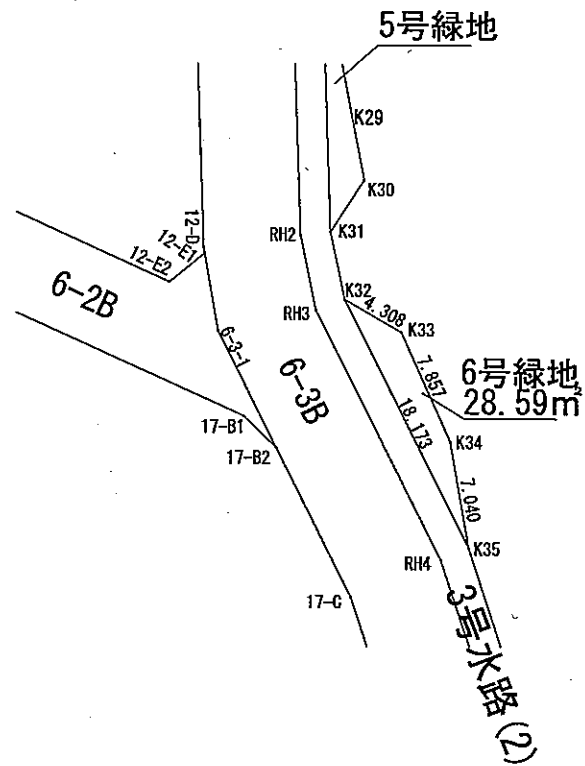 5号緑地
K29
K30
12-D
K31
RH2
12-E1
12-E2
6-2B
K32
4.308
K33
RH3
6-3-1
7.857
6号緑地
28.59㎡
6-3B
18.173
17-B1
K34
17-B2
7.040
K35
RH4
17-C
3号水路(2)